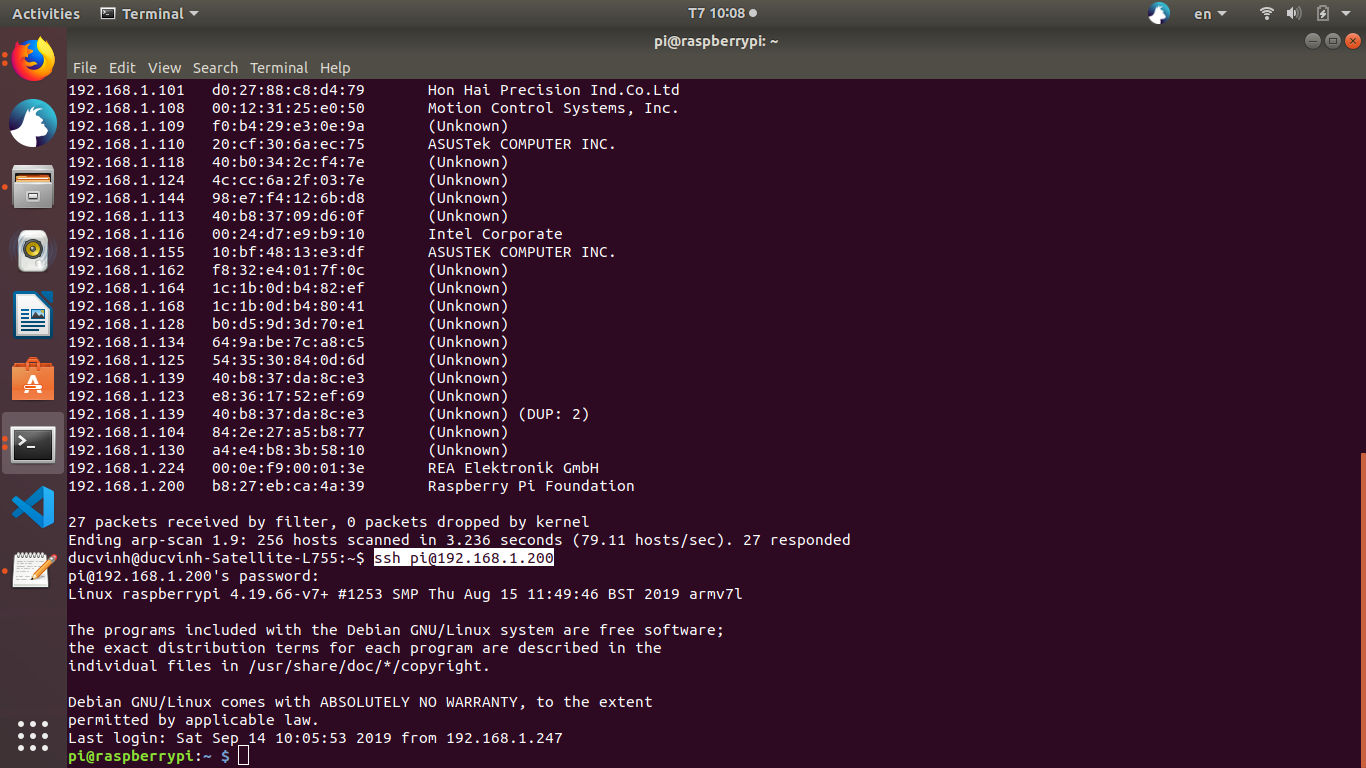 Activities Terminal T7 10:08 en
pi@raspberrypi: ~
File Edit View Search Terminal Help
192.168.1.101 d0:27:88:c8:d4:79 Hon Hai Precision Ind.Co.Ltd
192.168.1.108 00:12:31:25:e0:50 Motion Control Systems, Inc.
192.168.1.109 f0:b4:29:e3:0e:9a (Unknown)
192.168.1.110 20:cf:30:6a:ec:75 ASUSTek COMPUTER INC.
192.168.1.118 40:b0:34:2c:f4:7e (Unknown)
192.168.1.124 4c:cc:6a:2f:03:7e (Unknown)
192.168.1.144 98:e7:f4:12:6b:d8 (Unknown)
192.168.1.113 40:b8:37:09:d6:0f (Unknown)
192.168.1.116 00:24:d7:e9:b9:10 Intel Corporate
192.168.1.155 10:bf:48:13:e3:df ASUSTEK COMPUTER INC.
192.168.1.162 f8:32:e4:01:7f:0c (Unknown)
192.168.1.164 1c:1b:0d:b4:82:ef (Unknown)
192.168.1.168 1c:1b:0d:b4:80:41 (Unknown)
192.168.1.128 b0:d5:9d:3d:70:e1 (Unknown)
192.168.1.134 64:9a:be:7c:a8:c5 (Unknown)
192.168.1.125 54:35:30:84:0d:6d (Unknown)
192.168.1.139 40:b8:37:da:8c:e3 (Unknown)
192.168.1.123 e8:36:17:52:ef:69 (Unknown)
192.168.1.139 40:b8:37:da:8c:e3 (Unknown) (DUP: 2)
192.168.1.104 84:2e:27:a5:b8:77 (Unknown)
192.168.1.130 a4:e4:b8:3b:58:10 (Unknown)
192.168.1.224 00:0e:f9:00:01:3e REA Elektronik GmbH
192.168.1.200 b8:27:eb:ca:4a:39 Raspberry Pi Foundation
27 packets received by filter, 0 packets dropped by kernel
Ending arp-scan 1.9: 256 hosts scanned in 3.236 seconds (79.11 hosts/sec). 27 responded
ducvinh@ducvinh-Satellite-L755:~$ ssh pi@192.168.1.200
pi@192.168.1.200's password:
Linux raspberrypi 4.19.66-v7+ #1253 SMP Thu Aug 15 11:49:46 BST 2019 armv7l
The programs included with the Debian GNU/Linux system are free software;
the exact distribution terms for each program are described in the
individual files in /usr/share/doc/*/copyright.
Debian GNU/Linux comes with ABSOLUTELY NO WARRANTY, to the extent
permitted by applicable law.
Last login: Sat Sep 14 10:05:53 2019 from 192.168.1.247
pi@raspberrypi:~ $